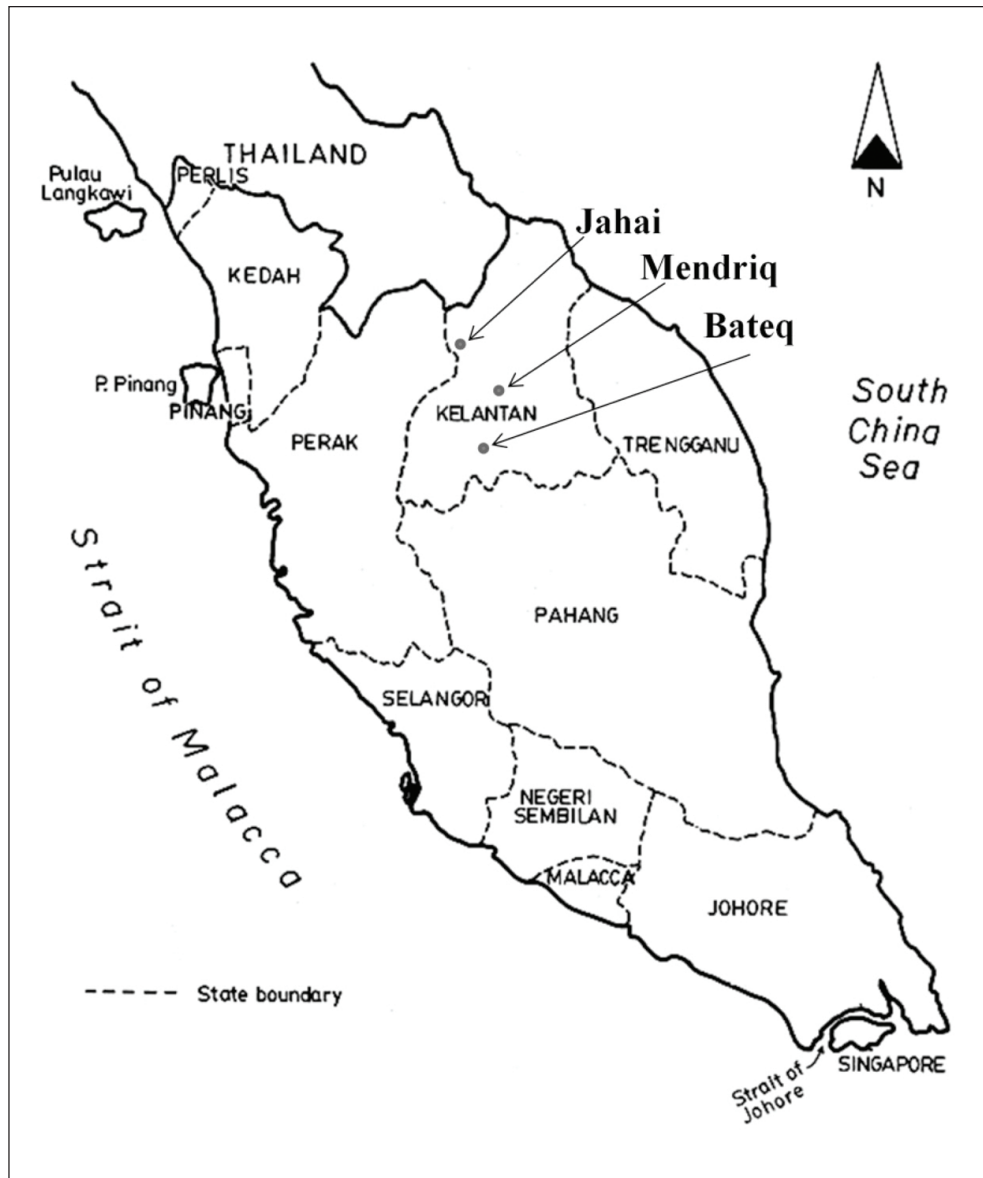 THAILAND
PERLIS
Pulau
Langkawi
N
Jahai
KEDAH
Mendriq
Bateq
P. Pinang
PINANG
KELANTAN
PERAK
TRENGGANU
South
China
Sea
Strait of Malacca
PAHANG
SELANGOR
NEGERI
SEMBILAN
MALACCA
JOHORE
State boundary
SINGAPORE
Strait of
Johore